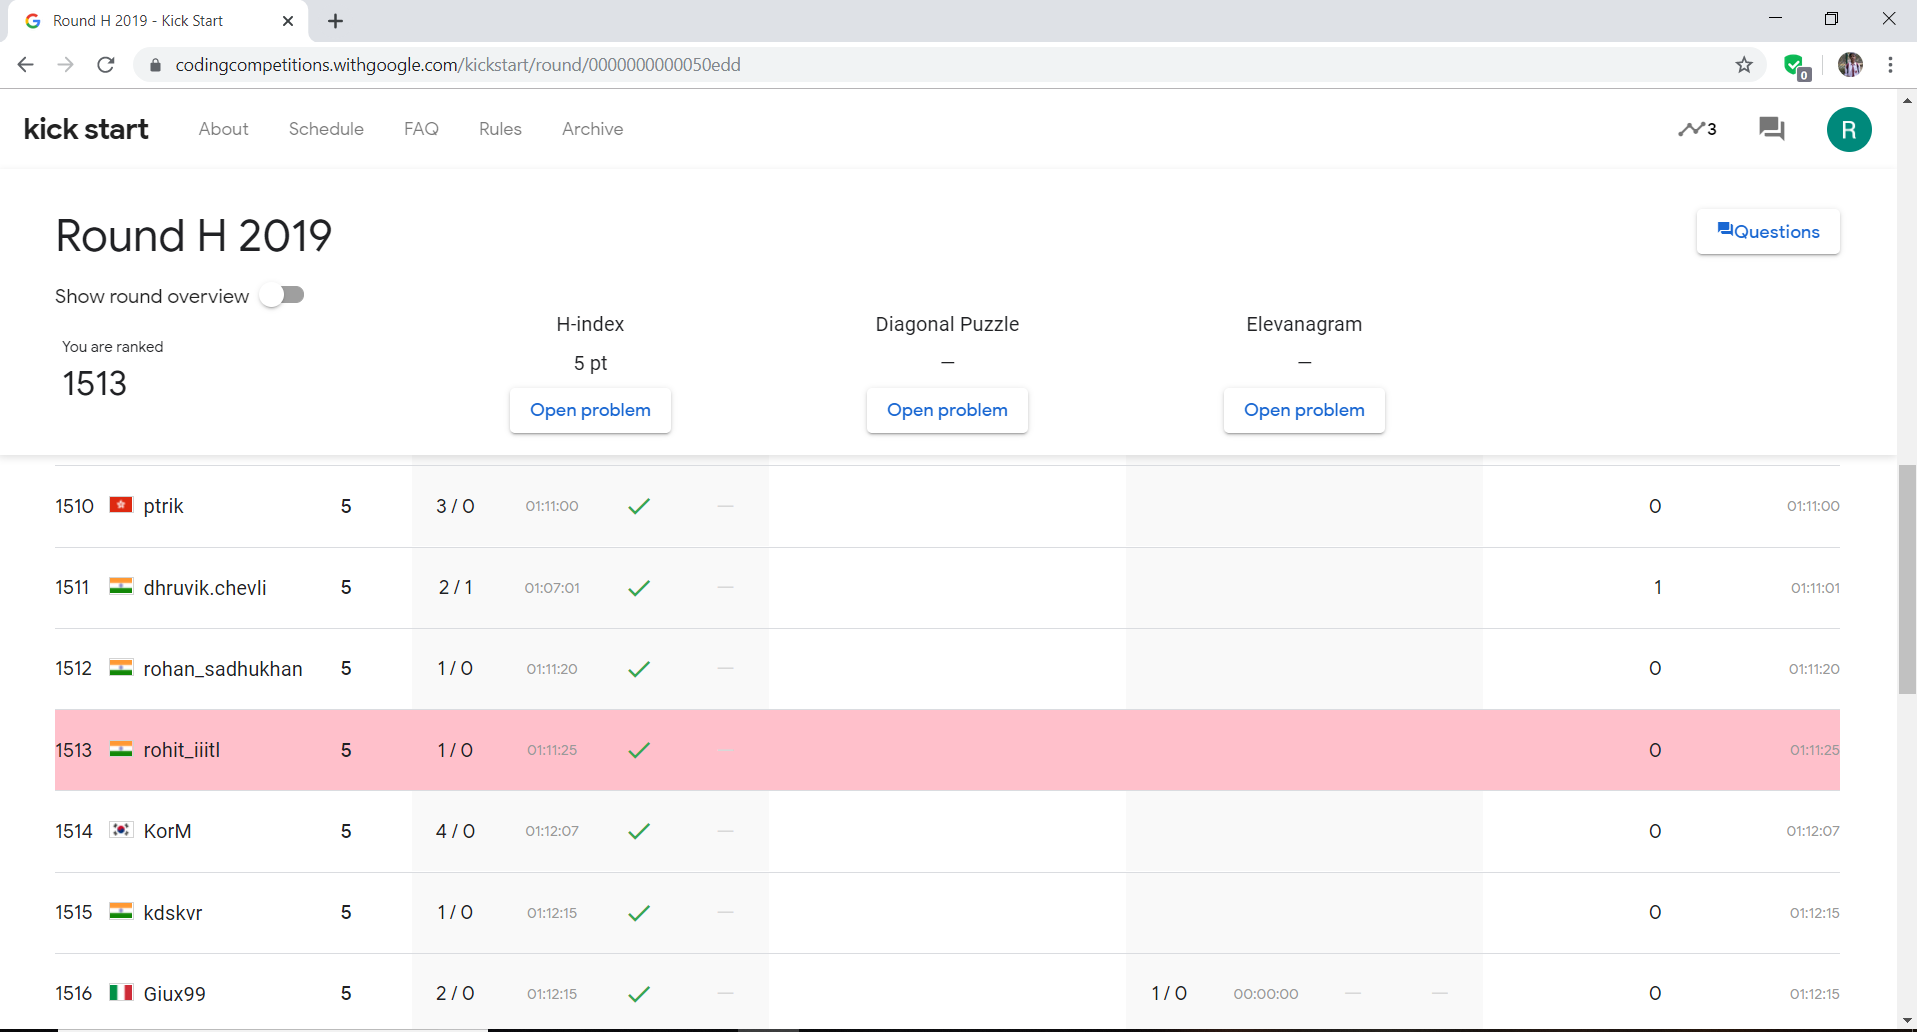 Round H 2019 - Kick Start
codingcompetitions.withgoogle.com/kickstart/round/0000000000050edd
0
kick start About Schedule FAQ Rules Archive 3 R
Round H 2019
Questions
Show round overview
H-index Diagonal Puzzle Elevanagram
You are ranked
5 pt — —
1513
Open problem Open problem Open problem
1510 ptrik 5 3 / 0 01:11:00 — 0 01:11:00
1511 dhruvik.chevli 5 2 / 1 01:07:01 — 1 01:11:01
1512 rohan_sadhukhan 5 1 / 0 01:11:20 — 0 01:11:20
1513 rohit_iiitl 5 1 / 0 01:11:25 — 0 01:11:25
1514 KorM 5 4 / 0 01:12:07 — 0 01:12:07
1515 kdskvr 5 1 / 0 01:12:15 — 0 01:12:15
1516 Giux99 5 2 / 0 01:12:15 — 1 / 0 00:00:00 — — 0 01:12:15